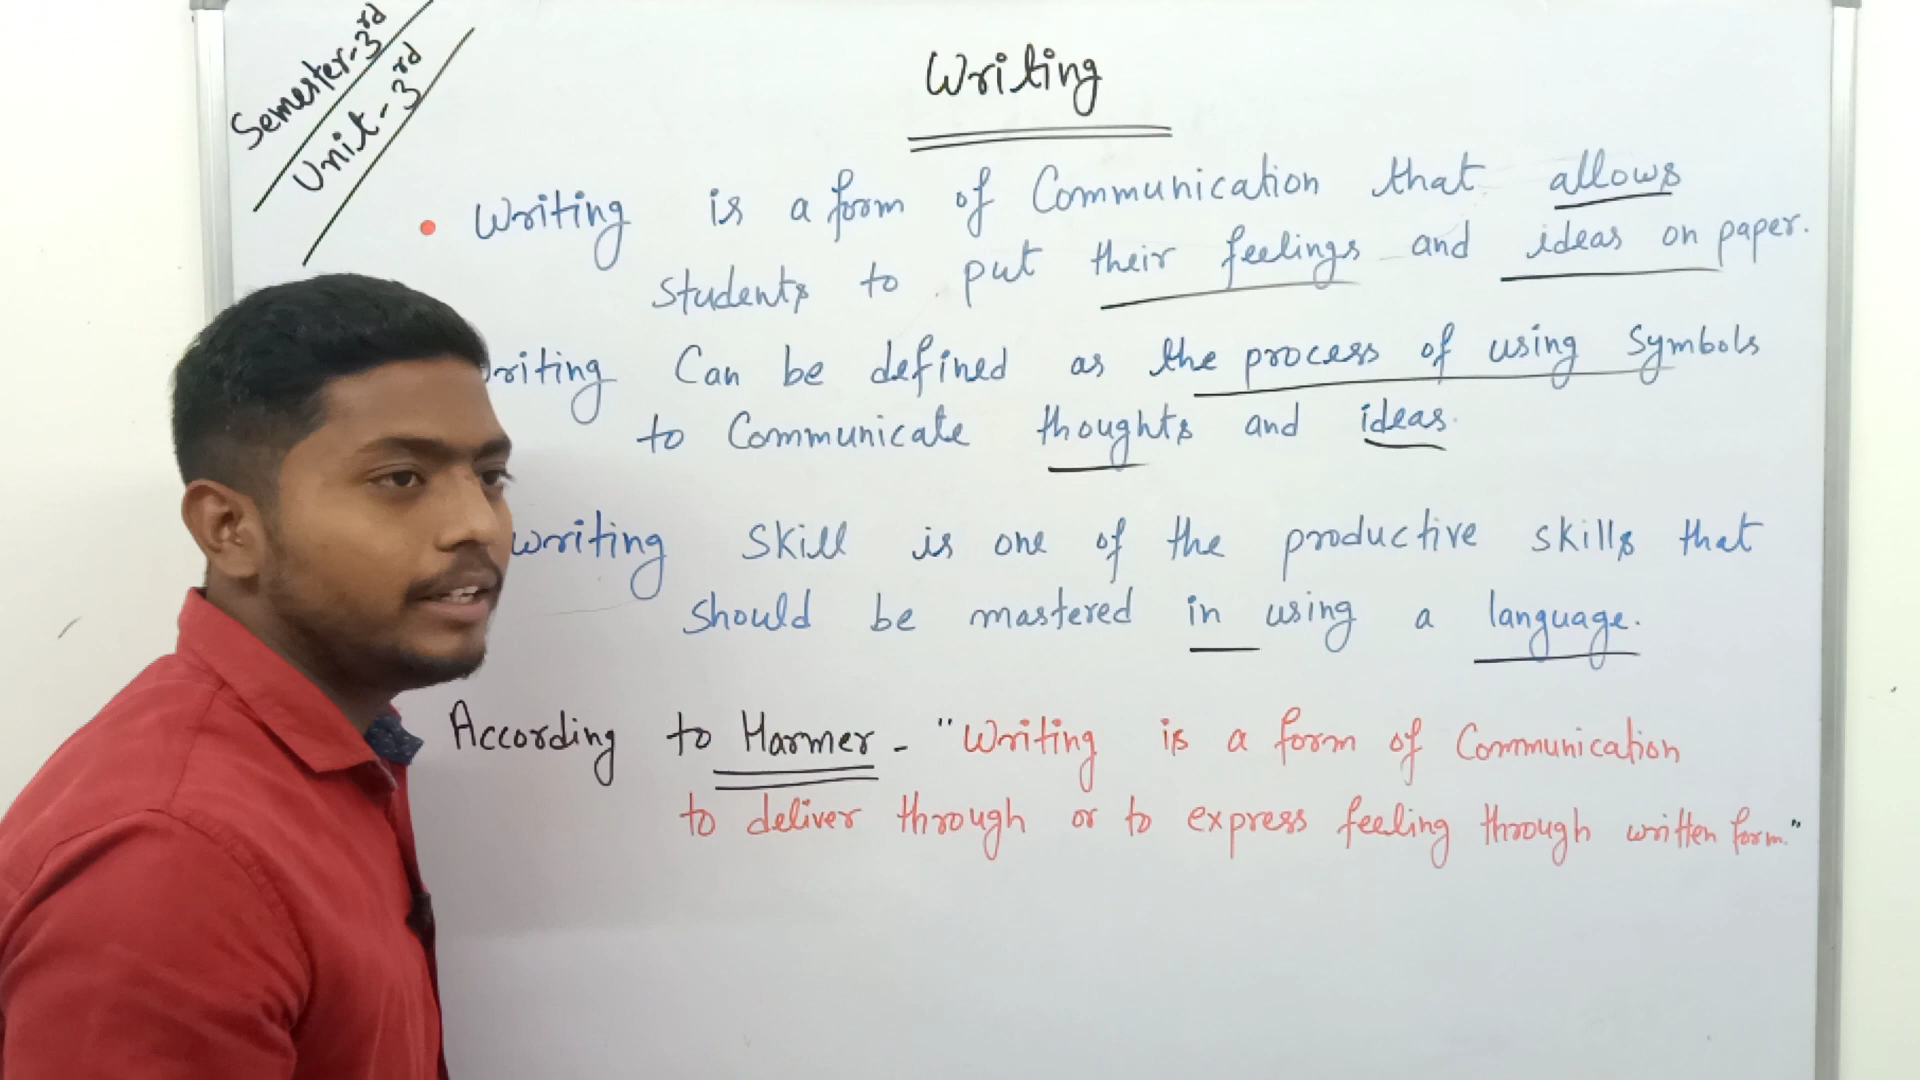 Semester-3rd
Unit-3rd
Writing
Writing is a form of Communication that allows
students to put their feelings and ideas on paper.
writing Can be defined as the process of using Symbols
to Communicate thoughts and ideas.
writing Skill is one of the productive skills that
should be mastered in using a language.
According to Harmer - "Writing is a form of Communication
to deliver through or to express feeling through written form."